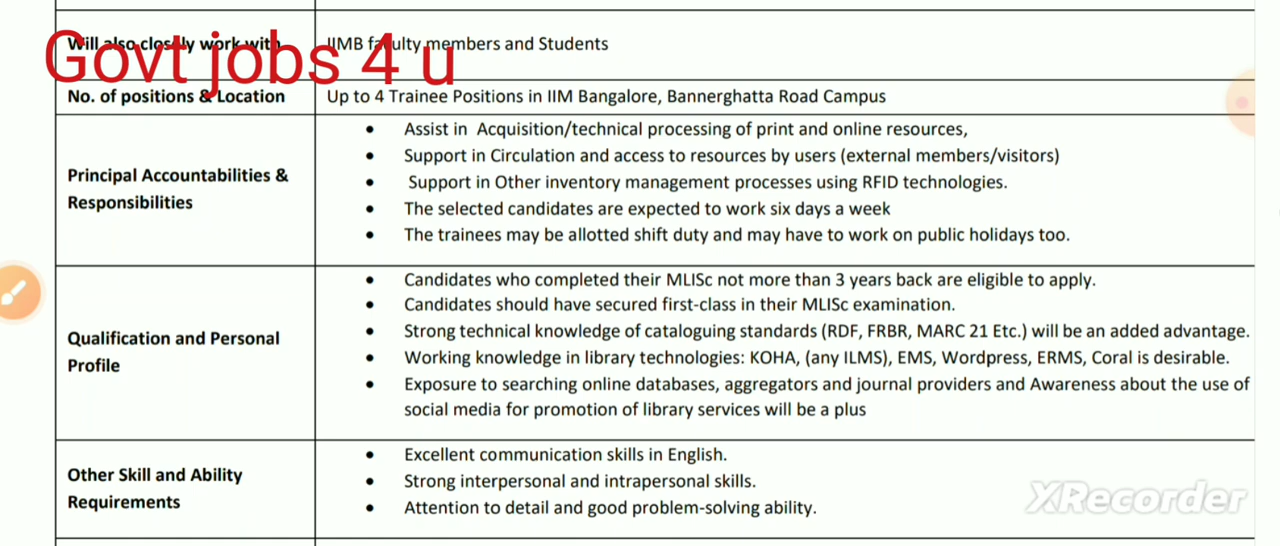 Govt jobs 4 u
Will also closely work with
IIMB faculty members and Students
No. of positions & Location
Up to 4 Trainee Positions in IIM Bangalore, Bannerghatta Road Campus
Principal Accountabilities &
Responsibilities
• Assist in Acquisition/technical processing of print and online resources,
• Support in Circulation and access to resources by users (external members/visitors)
• Support in Other inventory management processes using RFID technologies.
• The selected candidates are expected to work six days a week
• The trainees may be allotted shift duty and may have to work on public holidays too.
Qualification and Personal
Profile
• Candidates who completed their MLISc not more than 3 years back are eligible to apply.
• Candidates should have secured first-class in their MLISc examination.
• Strong technical knowledge of cataloguing standards (RDF, FRBR, MARC 21 Etc.) will be an added advantage.
• Working knowledge in library technologies: KOHA, (any ILMS), EMS, Wordpress, ERMS, Coral is desirable.
• Exposure to searching online databases, aggregators and journal providers and Awareness about the use of
social media for promotion of library services will be a plus
Other Skill and Ability
Requirements
• Excellent communication skills in English.
• Strong interpersonal and intrapersonal skills.
• Attention to detail and good problem-solving ability.
XRecorder